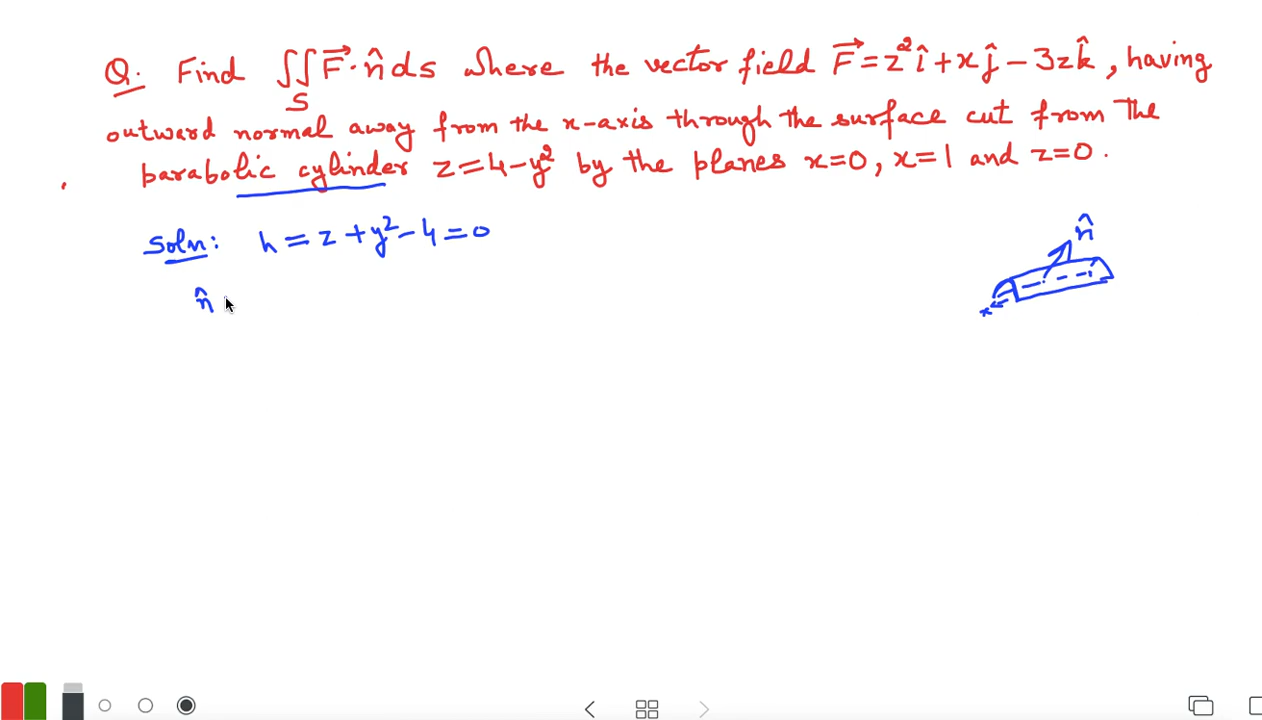 Q. Find ∬_S F⃗·n̂ ds where the vector field F⃗ = z²î + xĵ − 3zk̂, having
outward normal away from the x-axis through the surface cut from the
parabolic cylinder z=4−y² by the planes x=0, x=1 and z=0.
Soln: h = z + y² − 4 = 0
n̂
n̂
x